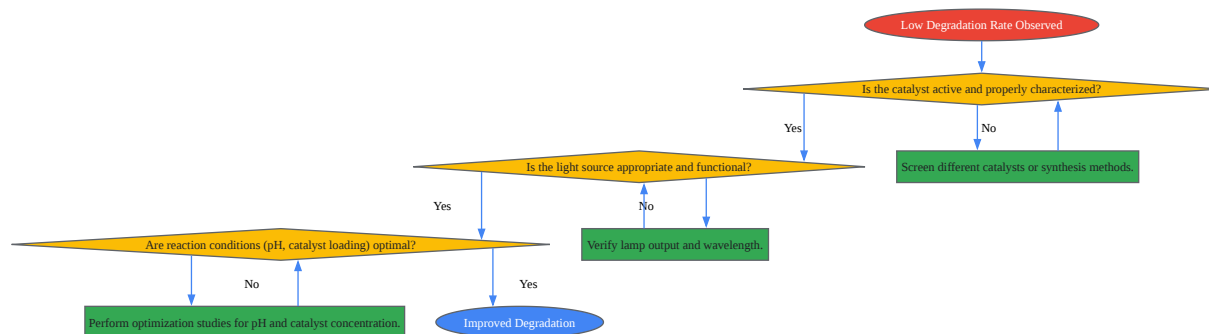 Low Degradation Rate Observed
Is the catalyst active and properly characterized?
Yes
No
Is the light source appropriate and functional?
Screen different catalysts or synthesis methods.
Yes
No
Are reaction conditions (pH, catalyst loading) optimal?
Verify lamp output and wavelength.
No
Yes
Perform optimization studies for pH and catalyst concentration.
Improved Degradation